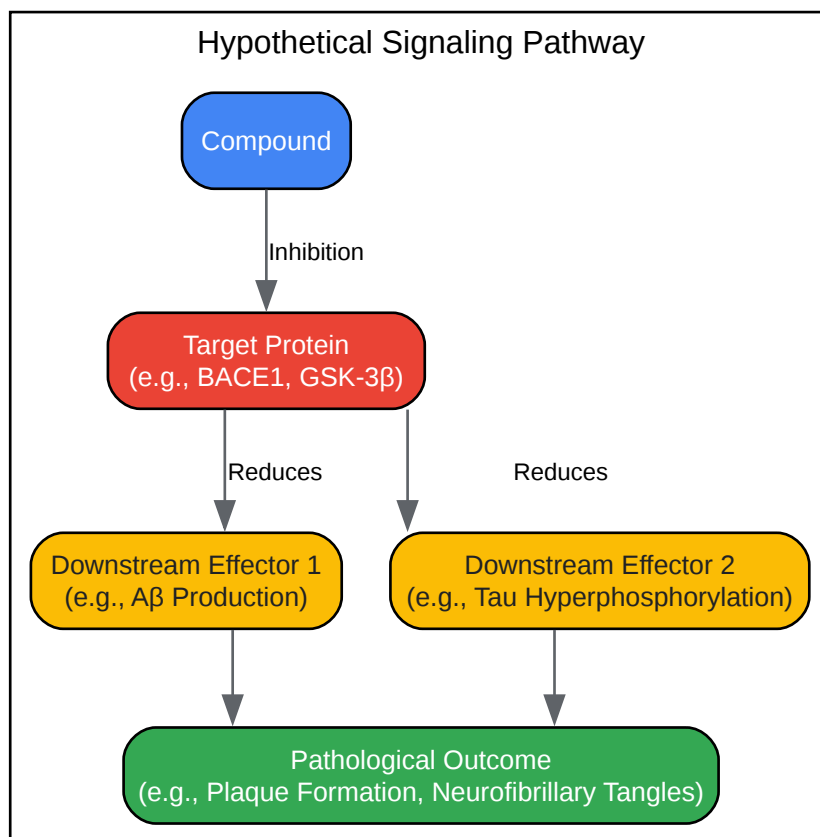 Hypothetical Signaling Pathway
Compound
Inhibition
Target Protein
(e.g., BACE1, GSK-3β)
Reduces
Reduces
Downstream Effector 1
(e.g., Aβ Production)
Downstream Effector 2
(e.g., Tau Hyperphosphorylation)
Pathological Outcome
(e.g., Plaque Formation, Neurofibrillary Tangles)